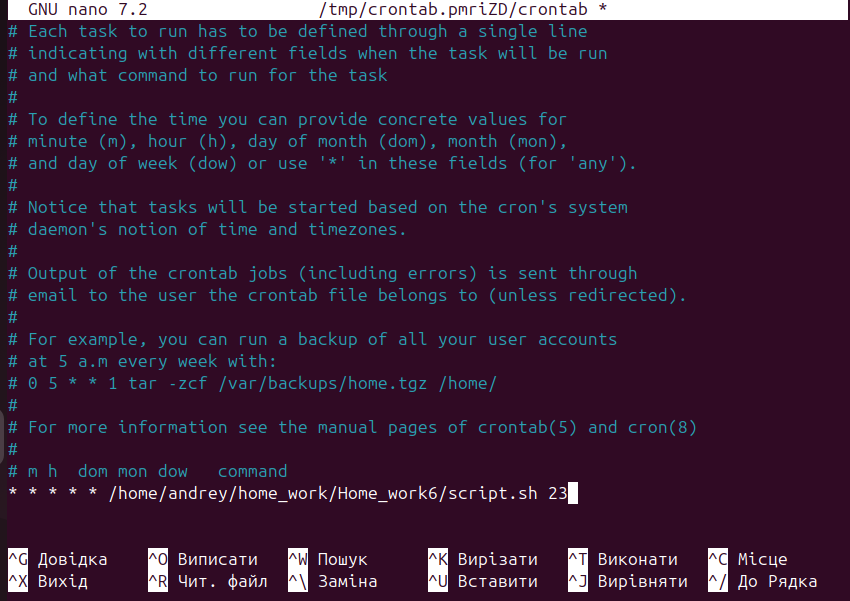 GNU nano 7.2 /tmp/crontab.pmriZD/crontab *
# Each task to run has to be defined through a single line
# indicating with different fields when the task will be run
# and what command to run for the task
#
# To define the time you can provide concrete values for
# minute (m), hour (h), day of month (dom), month (mon),
# and day of week (dow) or use '*' in these fields (for 'any').
#
# Notice that tasks will be started based on the cron's system
# daemon's notion of time and timezones.
#
# Output of the crontab jobs (including errors) is sent through
# email to the user the crontab file belongs to (unless redirected).
#
# For example, you can run a backup of all your user accounts
# at 5 a.m every week with:
# 0 5 * * 1 tar -zcf /var/backups/home.tgz /home/
#
# For more information see the manual pages of crontab(5) and cron(8)
#
# m h  dom mon dow   command
* * * * * /home/andrey/home_work/Home_work6/script.sh 23
^G Довідка ^O Виписати ^W Пошук ^K Вирізати ^T Виконати ^C Місце
^X Вихід ^R Чит. файл ^\ Заміна ^U Вставити ^J Вирівняти ^/ До Рядка